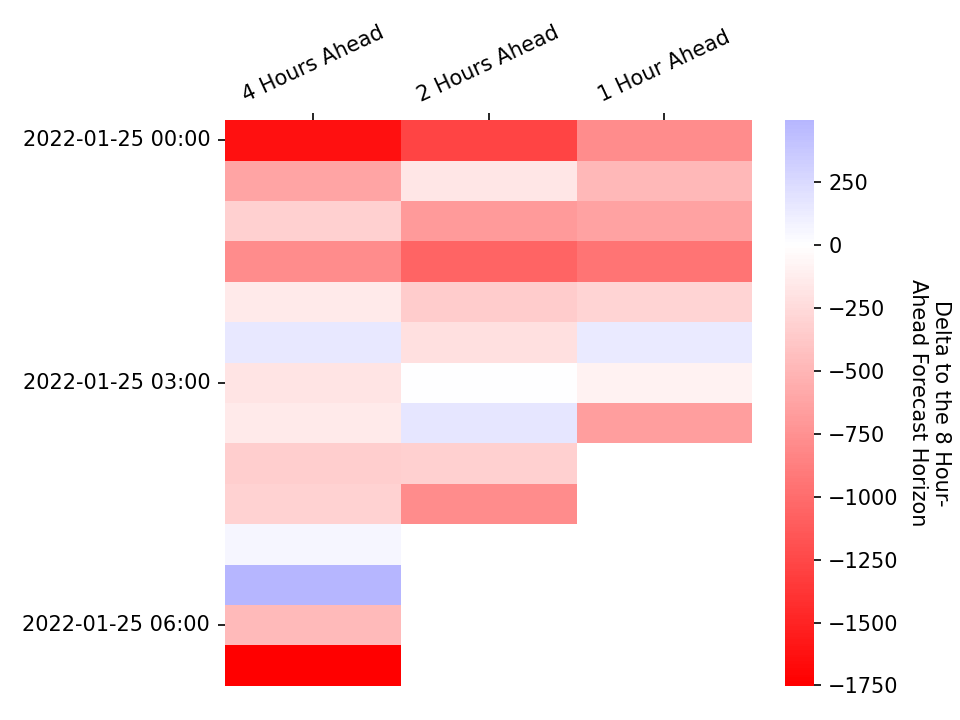 4 Hours Ahead
2 Hours Ahead
1 Hour Ahead
2022-01-25 00:00
2022-01-25 03:00
2022-01-25 06:00
250
0
−250
−500
−750
−1000
−1250
−1500
−1750
Delta to the 8 Hour-
Ahead Forecast Horizon